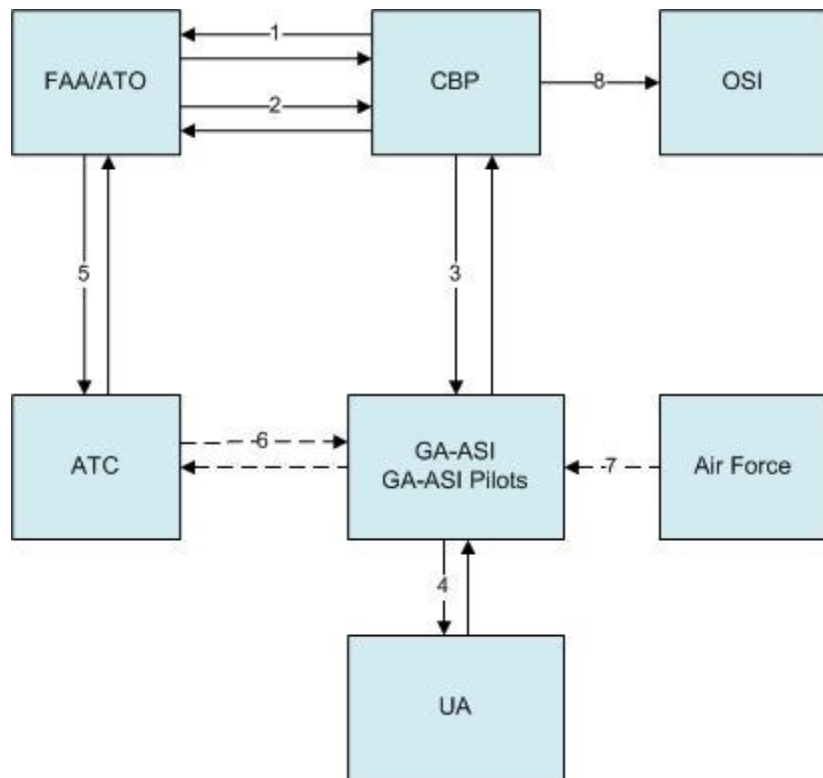 1
FAA/ATO
CBP
8
OSI
2
5
3
ATC
6
GA-ASI
GA-ASI Pilots
7
Air Force
4
UA